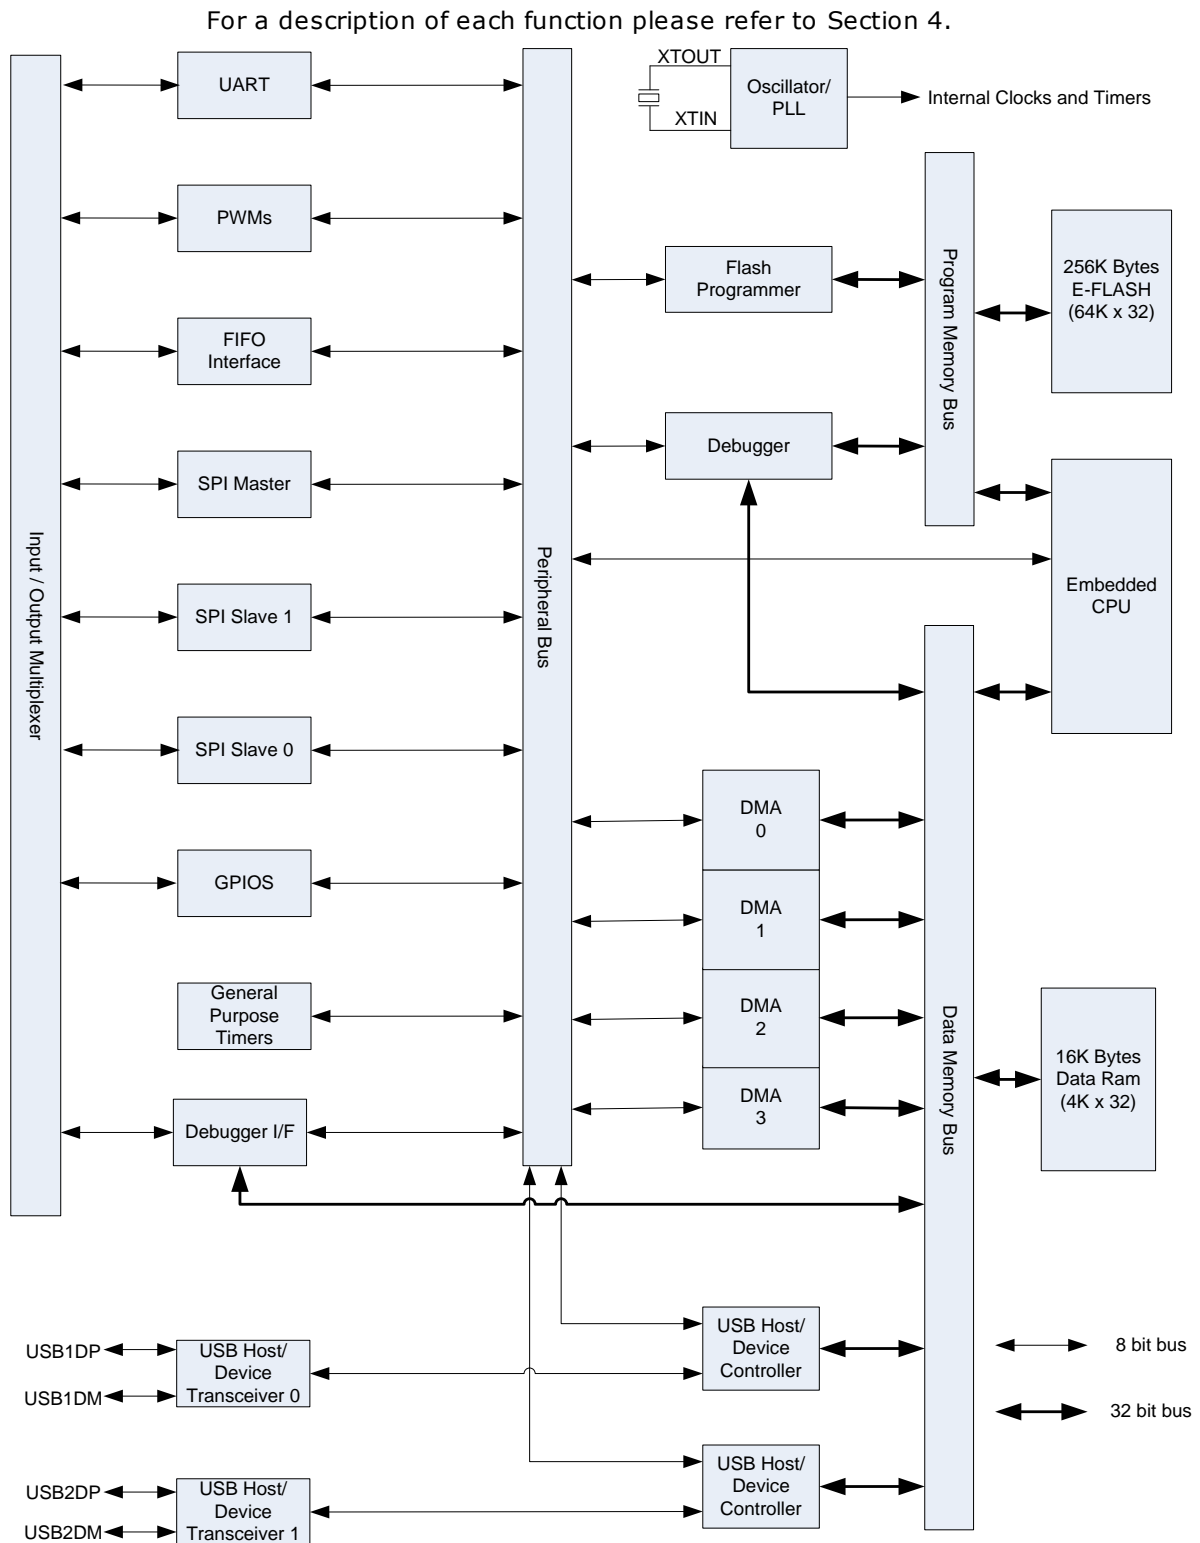 For a description of each function please refer to Section 4.
UART
XTOUT
XTIN
Oscillator/
PLL
Internal Clocks and Timers
PWMs
Flash
Programmer
Program Memory Bus
256K Bytes
E-FLASH
(64K x 32)
FIFO
Interface
Debugger
SPI Master
Input / Output Multiplexer
Peripheral Bus
Embedded
CPU
SPI Slave 1
SPI Slave 0
DMA
0
GPIOS
DMA
1
General
Purpose
Timers
DMA
2
Data Memory Bus
16K Bytes
Data Ram
(4K x 32)
DMA
3
Debugger I/F
USB1DP
USB1DM
USB Host/
Device
Transceiver 0
USB Host/
Device
Controller
8 bit bus
32 bit bus
USB2DP
USB2DM
USB Host/
Device
Transceiver 1
USB Host/
Device
Controller